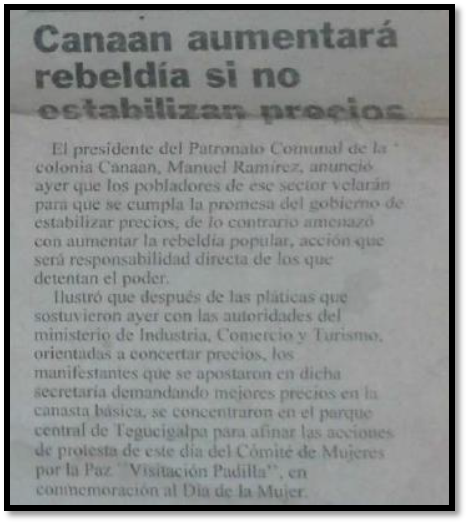 Canaán aumentará
rebeldía si no
estabilizan precios
El presidente del Patronato Comunal de la
colonia Canaan, Manuel Ramírez, anunció
ayer que los pobladores de ese sector velarán
para que se cumpla la promesa del gobierno de
estabilizar precios, de lo contrario amenazó
con aumentar la rebeldía popular, acción que
será responsabilidad directa de los que
detentan el poder.
Ilustró que después de las pláticas que
sostuvieron ayer con las autoridades del
ministerio de Industria, Comercio y Turismo,
orientadas a concertar precios, los
manifestantes que se apostaron en dicha
secretaría demandando mejores precios en la
canasta básica, se concentraron en el parque
central de Tegucigalpa para afinar las acciones
de protesta de este día del Cómité de Mujeres
por la Paz "Visitación Padilla", en
conmemoración al Día de la Mujer.